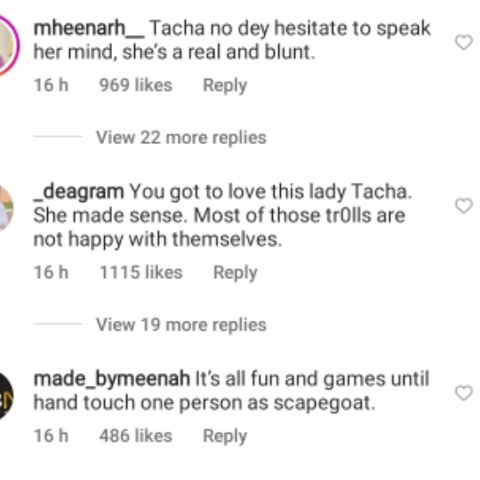 mheenarh__ Tacha no dey hesitate to speak
her mind, she's a real and blunt.
16 h 969 likes Reply
View 22 more replies
_deagram You got to love this lady Tacha.
She made sense. Most of those tr0lls are
not happy with themselves.
16 h 1115 likes Reply
View 19 more replies
made_bymeenah It's all fun and games until
hand touch one person as scapegoat.
16 h 486 likes Reply